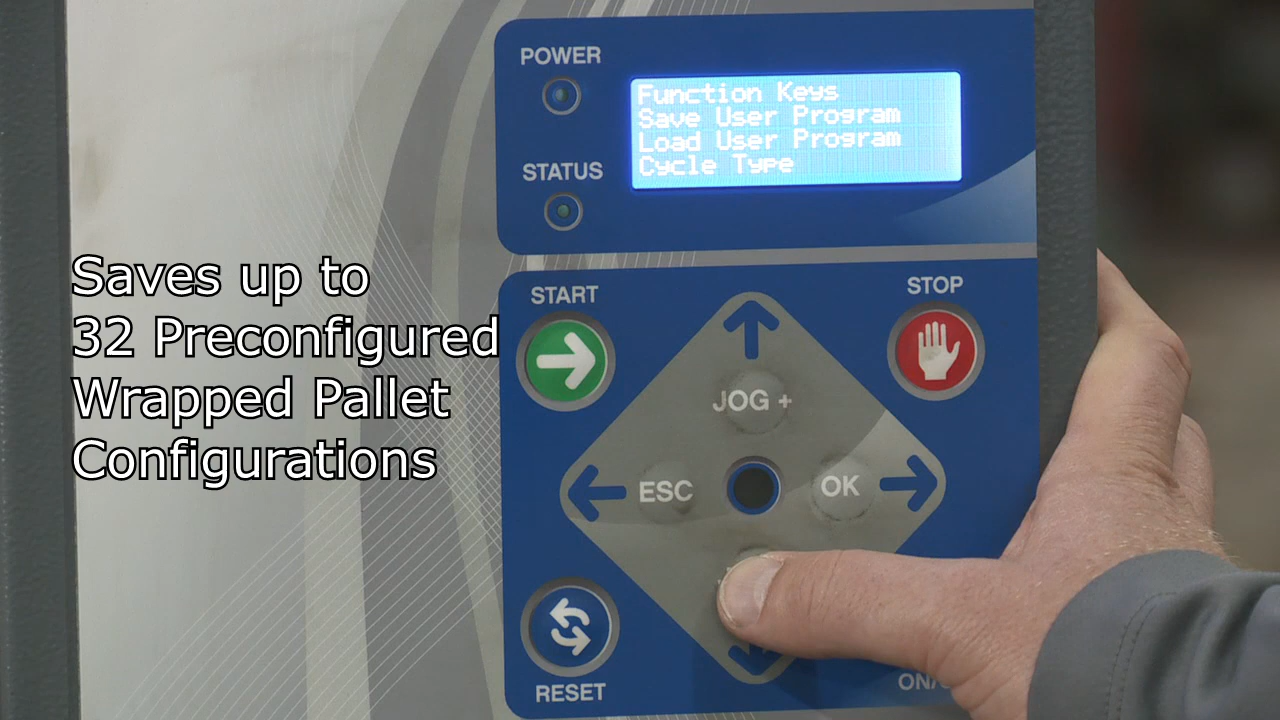 POWER
Function Keys
Save User Program
Load User Program
Cycle Type
STATUS
Saves up to
32 Preconfigured
Wrapped Pallet
Configurations
START
STOP
JOG +
ESC
OK
RESET